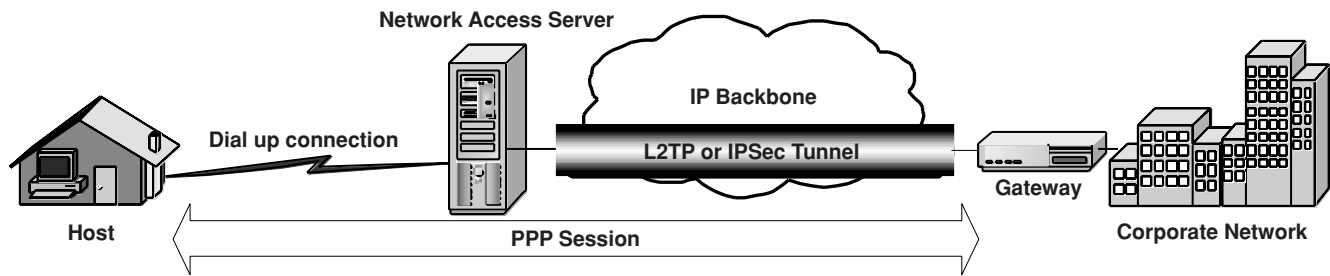 Network Access Server
IP Backbone
Dial up connection
L2TP or IPSec Tunnel
Gateway
Host
PPP Session
Corporate Network